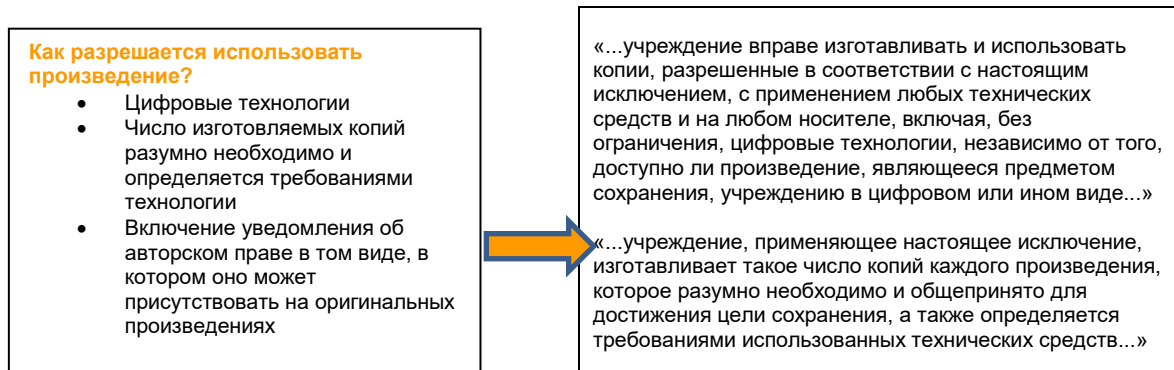 Как разрешается использовать
произведение?
• Цифровые технологии
• Число изготовляемых копий
разумно необходимо и
определяется требованиями
технологии
• Включение уведомления об
авторском праве в том виде, в
котором оно может
присутствовать на оригинальных
произведениях
«...учреждение вправе изготавливать и использовать
копии, разрешенные в соответствии с настоящим
исключением, с применением любых технических
средств и на любом носителе, включая, без
ограничения, цифровые технологии, независимо от того,
доступно ли произведение, являющееся предметом
сохранения, учреждению в цифровом или ином виде...»
«...учреждение, применяющее настоящее исключение,
изготавливает такое число копий каждого произведения,
которое разумно необходимо и общепринято для
достижения цели сохранения, а также определяется
требованиями использованных технических средств...»